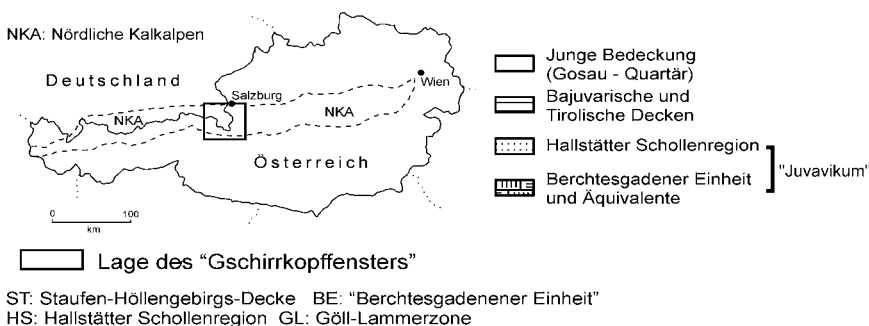 NKA: Nördliche Kalkalpen
Deutschland
Salzburg
Wien
NKA
NKA
Österreich
0 100
km
Junge Bedeckung
(Gosau - Quartär)
Bajuvarische und
Tirolische Decken
Hallstätter Schollenregion
Berchtesgadener Einheit
und Äquivalente
"Juvavikum"
Lage des "Gschirrkopffensters"
ST: Staufen-Höllengebirgs-Decke BE: "Berchtesgadenener Einheit"
HS: Hallstätter Schollenregion GL: Göll-Lammerzone